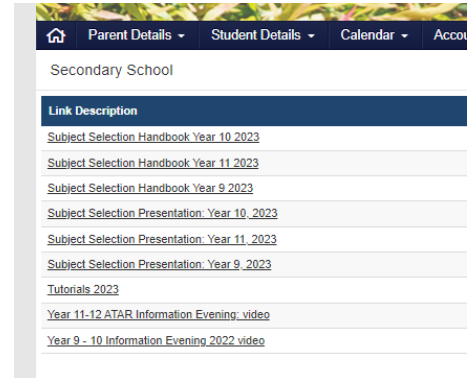 Parent Details
Student Details
Calendar
Secondary School
Link Description
Subject Selection Handbook Year 10 2023
Subject Selection Handbook Year 11 2023
Subject Selection Handbook Year 9 2023
Subject Selection Presentation: Year 10, 2023
Subject Selection Presentation: Year 11, 2023
Subject Selection Presentation: Year 9, 2023
Tutorials 2023
Year 11-12 ATAR Information Evening: video
Year 9 - 10 Information Evening 2022 video